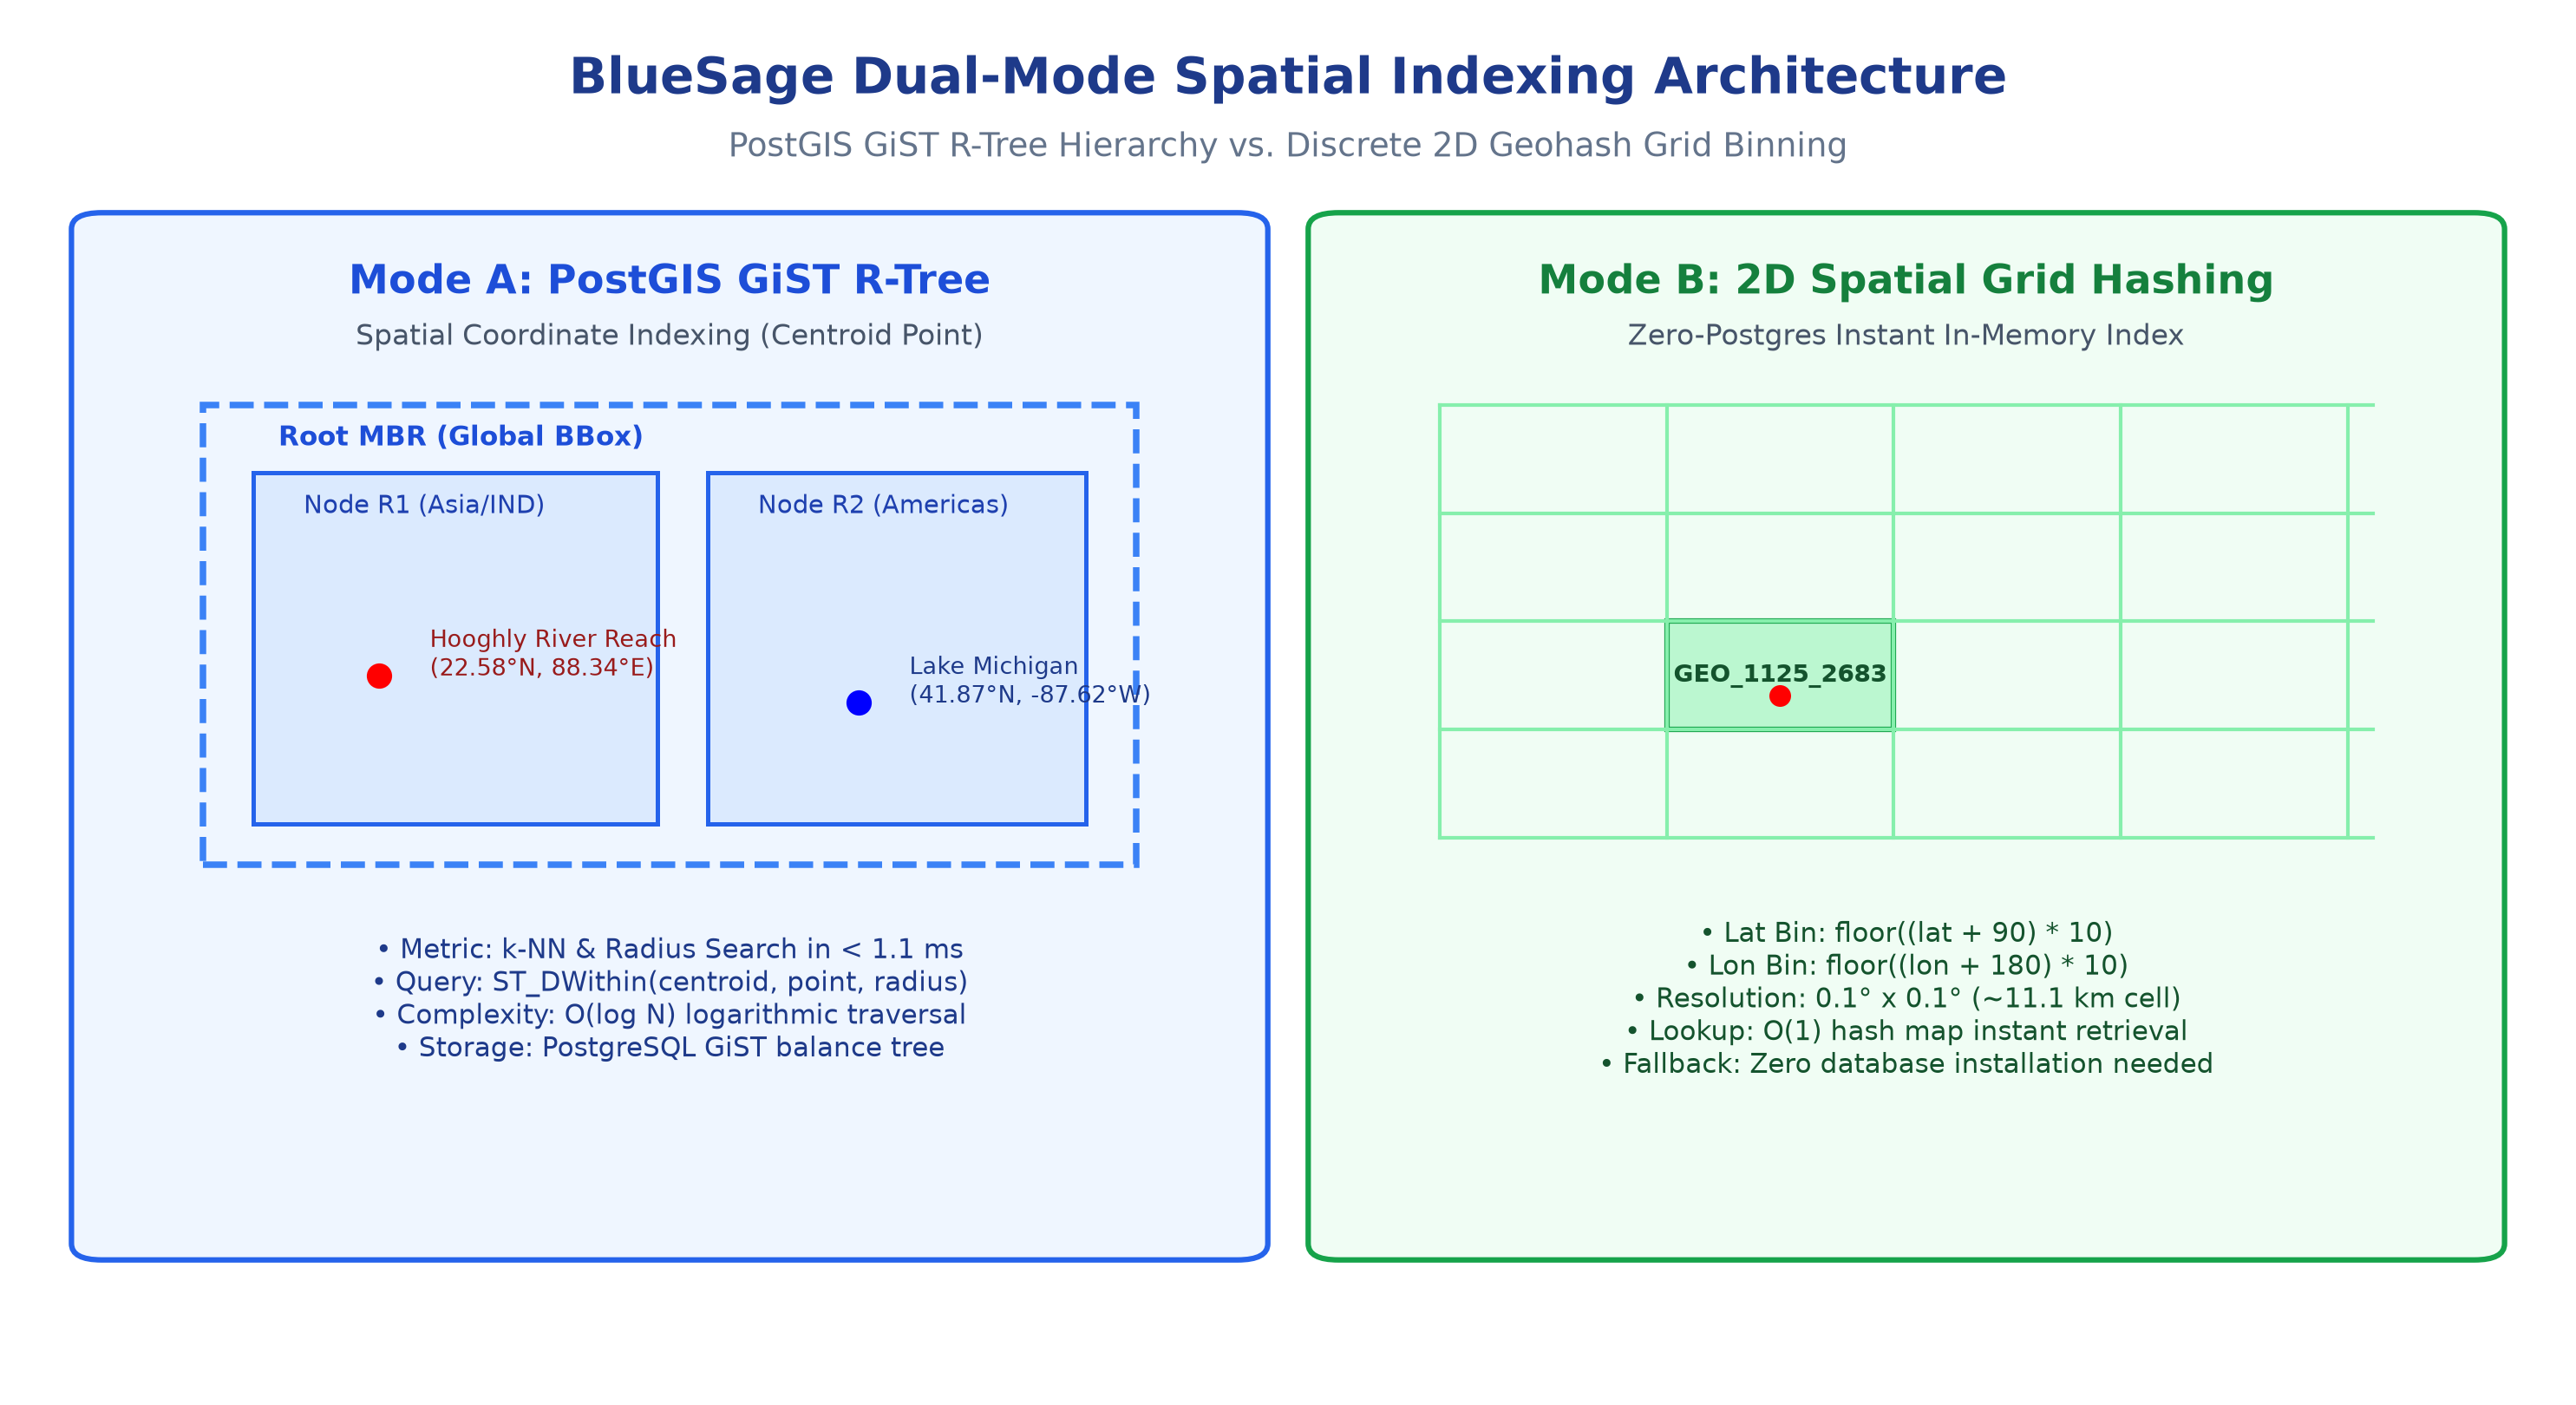 BlueSage Dual-Mode Spatial Indexing Architecture
PostGIS GiST R-Tree Hierarchy vs. Discrete 2D Geohash Grid Binning
Mode A: PostGIS GiST R-Tree
Spatial Coordinate Indexing (Centroid Point)
Root MBR (Global BBox)
Node R1 (Asia/IND)
Hooghly River Reach
(22.58°N, 88.34°E)
Node R2 (Americas)
Lake Michigan
(41.87°N, -87.62°W)
• Metric: k-NN & Radius Search in < 1.1 ms
• Query: ST_DWithin(centroid, point, radius)
• Complexity: O(log N) logarithmic traversal
• Storage: PostgreSQL GiST balance tree
Mode B: 2D Spatial Grid Hashing
Zero-Postgres Instant In-Memory Index
GEO_1125_2683
• Lat Bin: floor((lat + 90) * 10)
• Lon Bin: floor((lon + 180) * 10)
• Resolution: 0.1° x 0.1° (~11.1 km cell)
• Lookup: O(1) hash map instant retrieval
• Fallback: Zero database installation needed